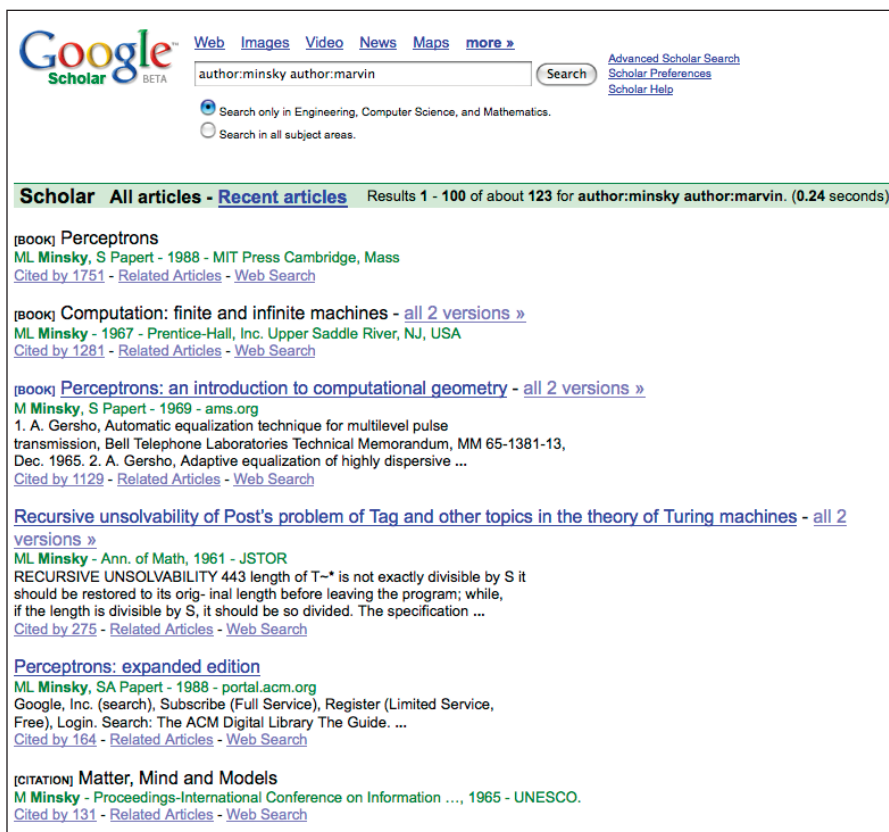 Google™
Scholar BETA
Web Images Video News Maps more »
author:minsky author:marvin
Search
Advanced Scholar Search
Scholar Preferences
Scholar Help
Search only in Engineering, Computer Science, and Mathematics.
Search in all subject areas.
Scholar All articles - Recent articles Results 1 - 100 of about 123 for author:minsky author:marvin. (0.24 seconds)
[BOOK] Perceptrons
ML Minsky, S Papert - 1988 - MIT Press Cambridge, Mass
Cited by 1751 - Related Articles - Web Search
[BOOK] Computation: finite and infinite machines - all 2 versions »
ML Minsky - 1967 - Prentice-Hall, Inc. Upper Saddle River, NJ, USA
Cited by 1281 - Related Articles - Web Search
[BOOK] Perceptrons: an introduction to computational geometry - all 2 versions »
M Minsky, S Papert - 1969 - ams.org
1. A. Gersho, Automatic equalization technique for multilevel pulse
transmission, Bell Telephone Laboratories Technical Memorandum, MM 65-1381-13,
Dec. 1965. 2. A. Gersho, Adaptive equalization of highly dispersive ...
Cited by 1129 - Related Articles - Web Search
Recursive unsolvability of Post's problem of Tag and other topics in the theory of Turing machines - all 2
versions »
ML Minsky - Ann. of Math, 1961 - JSTOR
RECURSIVE UNSOLVABILITY 443 length of T~* is not exactly divisible by S it
should be restored to its orig- inal length before leaving the program; while,
if the length is divisible by S, it should be so divided. The specification ...
Cited by 275 - Related Articles - Web Search
Perceptrons: expanded edition
ML Minsky, SA Papert - 1988 - portal.acm.org
Google, Inc. (search), Subscribe (Full Service), Register (Limited Service,
Free), Login. Search: The ACM Digital Library The Guide. ...
Cited by 164 - Related Articles - Web Search
[CITATION] Matter, Mind and Models
M Minsky - Proceedings-International Conference on Information ..., 1965 - UNESCO.
Cited by 131 - Related Articles - Web Search